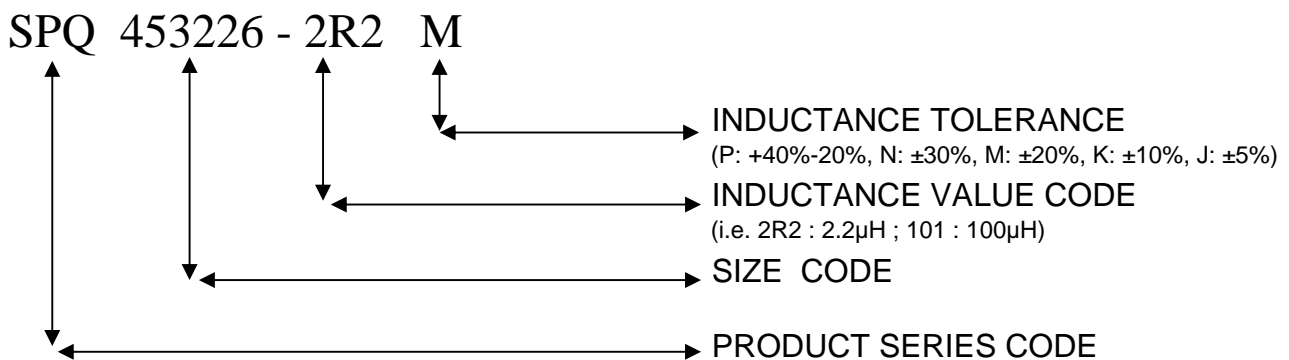 SPQ 453226 - 2R2 M
INDUCTANCE TOLERANCE
(P: +40%-20%, N: ±30%, M: ±20%, K: ±10%, J: ±5%)
INDUCTANCE VALUE CODE
(i.e. 2R2 : 2.2µH ; 101 : 100µH)
SIZE CODE
PRODUCT SERIES CODE